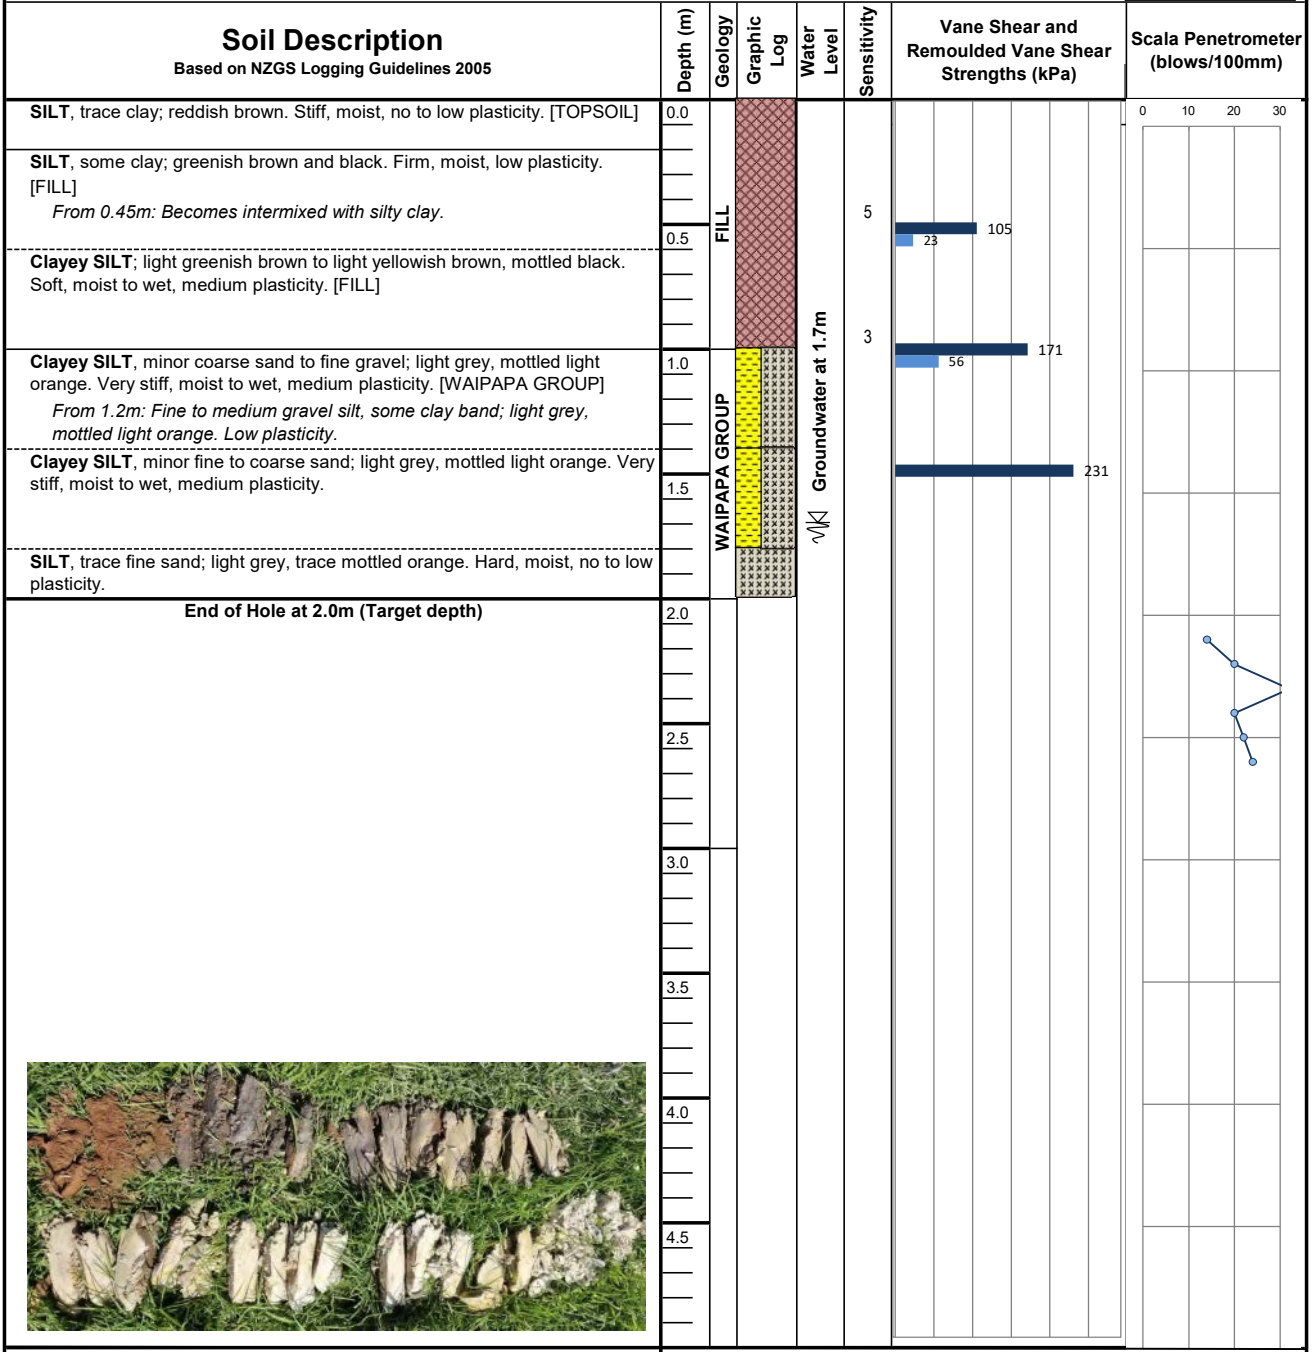 Soil Description
Based on NZGS Logging Guidelines 2005
Depth (m)
Geology
Graphic
Log
Water
Level
Sensitivity
Vane Shear and
Remoulded Vane Shear
Strengths (kPa)
Scala Penetrometer
(blows/100mm)
0 10 20 30
SILT, trace clay; reddish brown. Stiff, moist, no to low plasticity. [TOPSOIL]
SILT, some clay; greenish brown and black. Firm, moist, low plasticity.
[FILL]
From 0.45m: Becomes intermixed with silty clay.
Clayey SILT; light greenish brown to light yellowish brown, mottled black.
Soft, moist to wet, medium plasticity. [FILL]
Clayey SILT, minor coarse sand to fine gravel; light grey, mottled light
orange. Very stiff, moist to wet, medium plasticity. [WAIPAPA GROUP]
From 1.2m: Fine to medium gravel silt, some clay band; light grey,
mottled light orange. Low plasticity.
Clayey SILT, minor fine to coarse sand; light grey, mottled light orange. Very
stiff, moist to wet, medium plasticity.
SILT, trace fine sand; light grey, trace mottled orange. Hard, moist, no to low
plasticity.
End of Hole at 2.0m (Target depth)
0.0
0.5
1.0
1.5
2.0
2.5
3.0
3.5
4.0
4.5
FILL
WAIPAPA GROUP
Groundwater at 1.7m
5
3
105
23
171
56
231